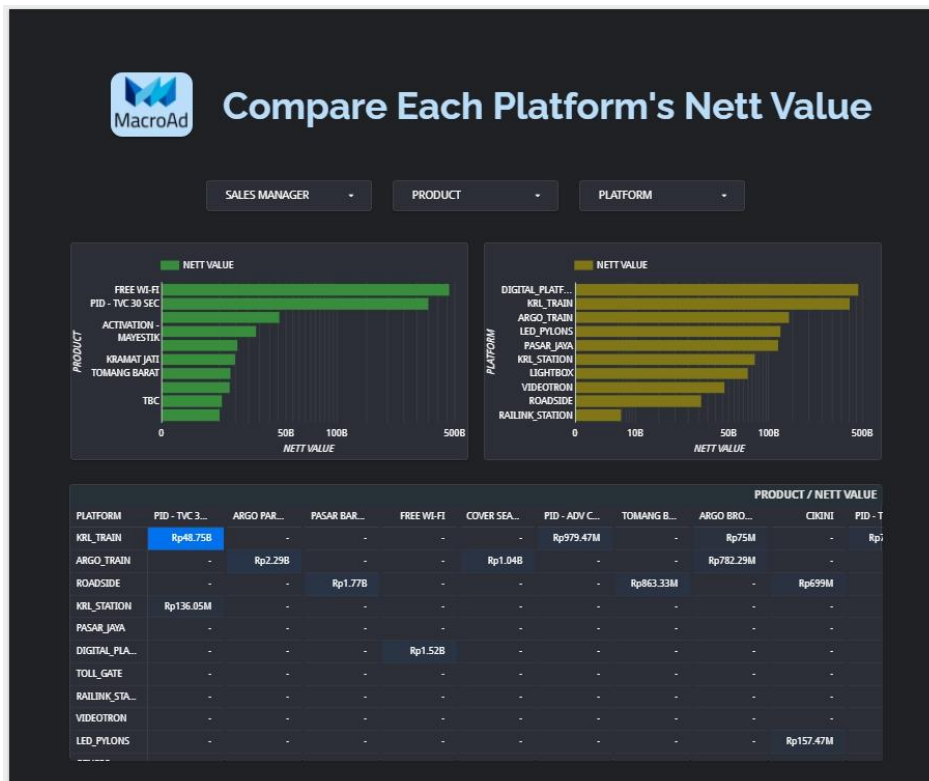 MacroAd
Compare Each Platform's Nett Value
SALES MANAGER PRODUCT PLATFORM
NETT VALUE
PRODUCT
FREE WI-FI
PID - TVC 30 SEC
ACTIVATION -
MAYESTIK
KRAMAT JATI
TOMANG BARAT
TBC
0 50B 100B 500B
NETT VALUE
NETT VALUE
PLATFORM
DIGITAL_PLATF...
KRL_TRAIN
ARGO_TRAIN
LED_PYLONS
PASAR_JAYA
KRL_STATION
LIGHTBOX
VIDEOTRON
ROADSIDE
RAILINK_STATION
0 10B 50B 100B 500B
NETT VALUE
PRODUCT / NETT VALUE
PLATFORM PID - TVC 3... ARGO PAR... PASAR BAR... FREE WI-FI COVER SEA... PID - ADV C... TOMANG B... ARGO BRO... CIKINI PID - T
KRL_TRAIN Rp48.75B - - - - Rp979.47M - Rp75M - Rp7
ARGO_TRAIN - Rp2.29B - - Rp1.04B - - Rp782.29M -
ROADSIDE - - Rp1.77B - - - Rp863.33M - Rp699M
KRL_STATION Rp136.05M - - - - - - - -
PASAR_JAYA - - - - - - - - -
DIGITAL_PLA... - - - Rp1.52B - - - - -
TOLL_GATE - - - - - - - - -
RAILINK_STA... - - - - - - - - -
VIDEOTRON - - - - - - - - -
LED_PYLONS - - - - - - - - Rp157.47M